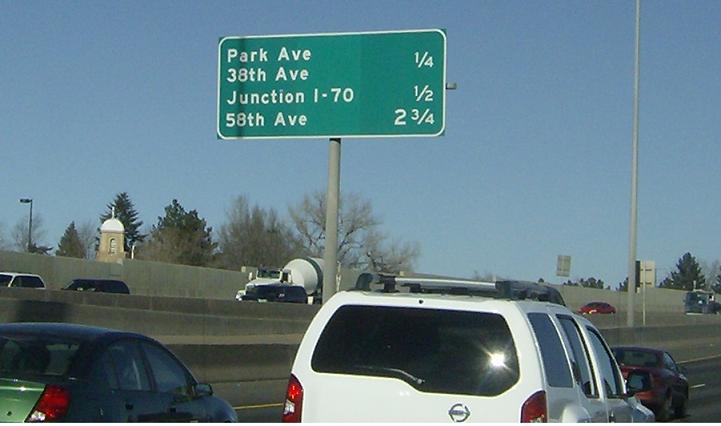 Park Ave 1/4
38th Ave
Junction I-70 1/2
58th Ave 2 3/4